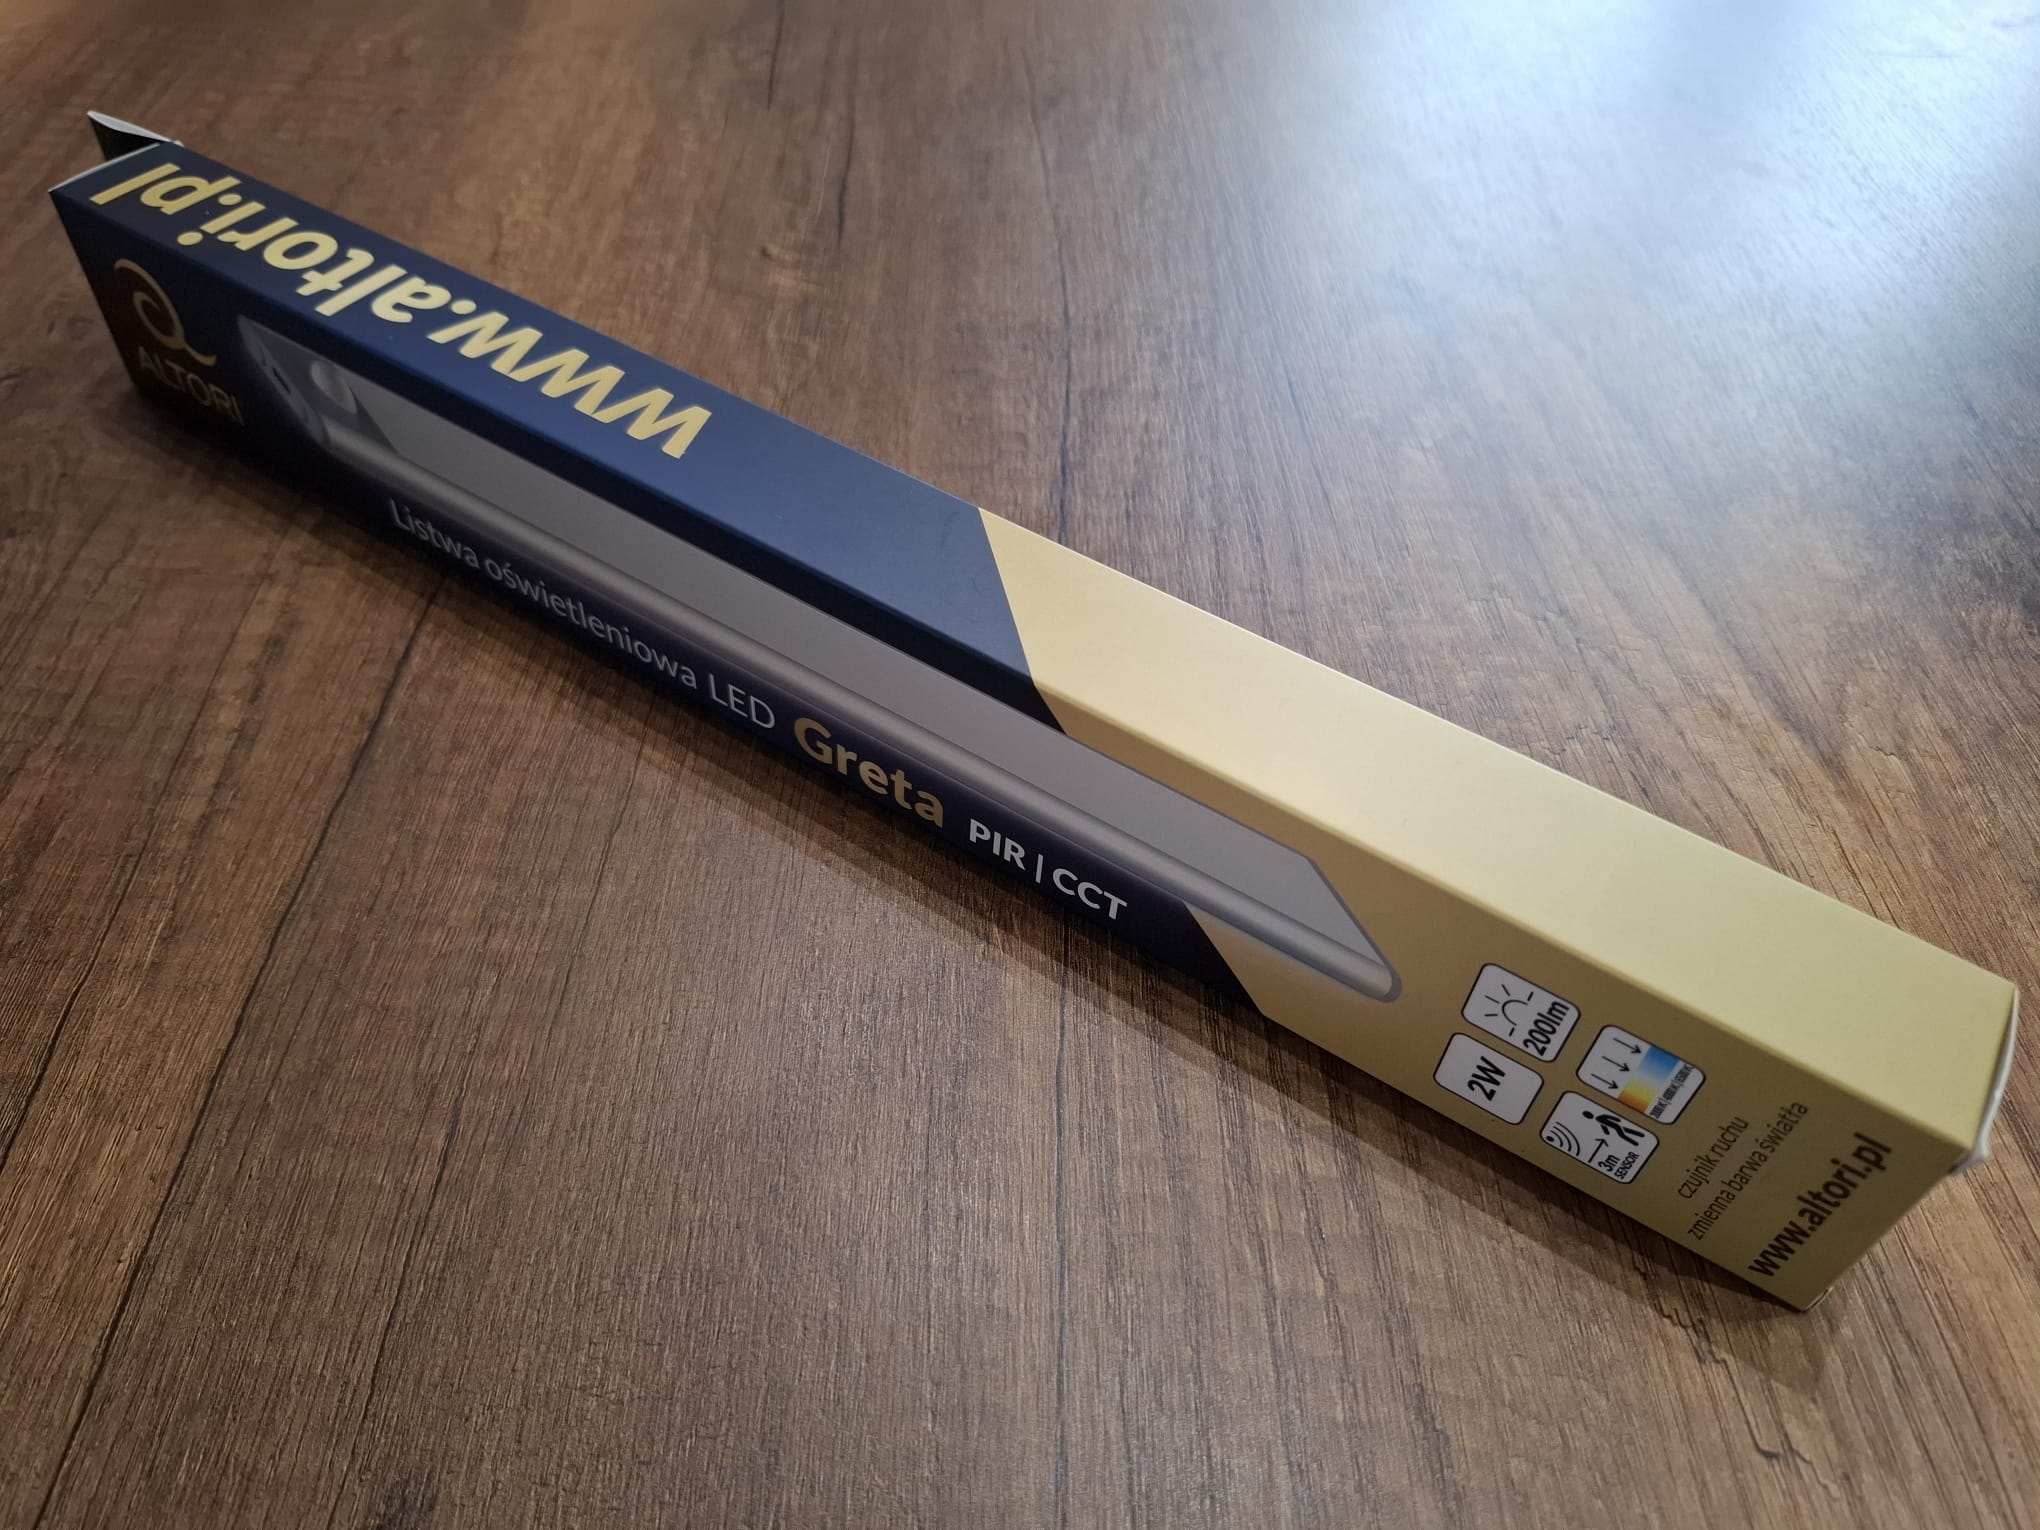 www.altori.pl
ALTORI
Listwa oświetleniowa LED Greta PIR | CCT
200lm
2W
3m
SENSOR
czujnik ruchu
zmienna barwa światła
www.altori.pl